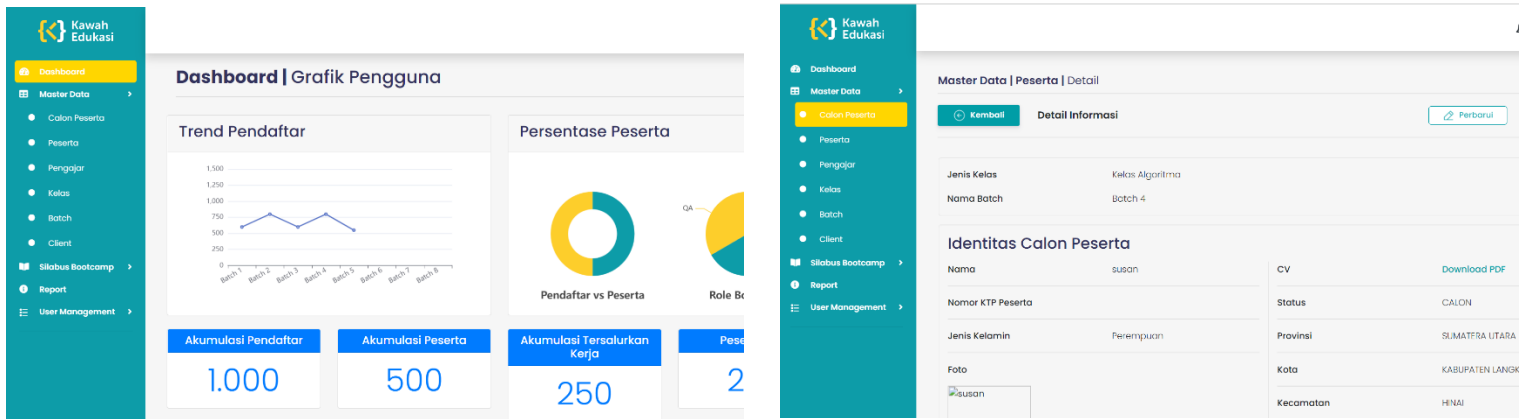 Kawah
Edukasi
Dashboard
Master Data
Calon Peserta
Peserta
Pengajar
Kelas
Batch
Client
Silabus Bootcamp
Report
User Management
Dashboard | Grafik Pengguna
Trend Pendaftar
1,500
1,250
1,000
750
500
250
0
Batch 1 Batch 2 Batch 3 Batch 4 Batch 5 Batch 6 Batch 7 Batch 8
Persentase Peserta
Pendaftar vs Peserta
QA
Role
Akumulasi Pendaftar
1.000
Akumulasi Peserta
500
Akumulasi Tersalurkan
Kerja
250
2
Kawah
Edukasi
Dashboard
Master Data
Calon Peserta
Peserta
Pengajar
Kelas
Batch
Client
Silabus Bootcamp
Report
User Management
Master Data | Peserta | Detail
Kembali
Detail Informasi
Perbarui
Jenis Kelas Kelas Algoritma
Nama Batch Batch 4
Identitas Calon Peserta
Nama susan
Nomor KTP Peserta
Jenis Kelamin Perempuan
Foto
susan
CV Download PDF
Status CALON
Provinsi SUMATERA UTARA
Kota KABUPATEN LANGK
Kecamatan HINAI